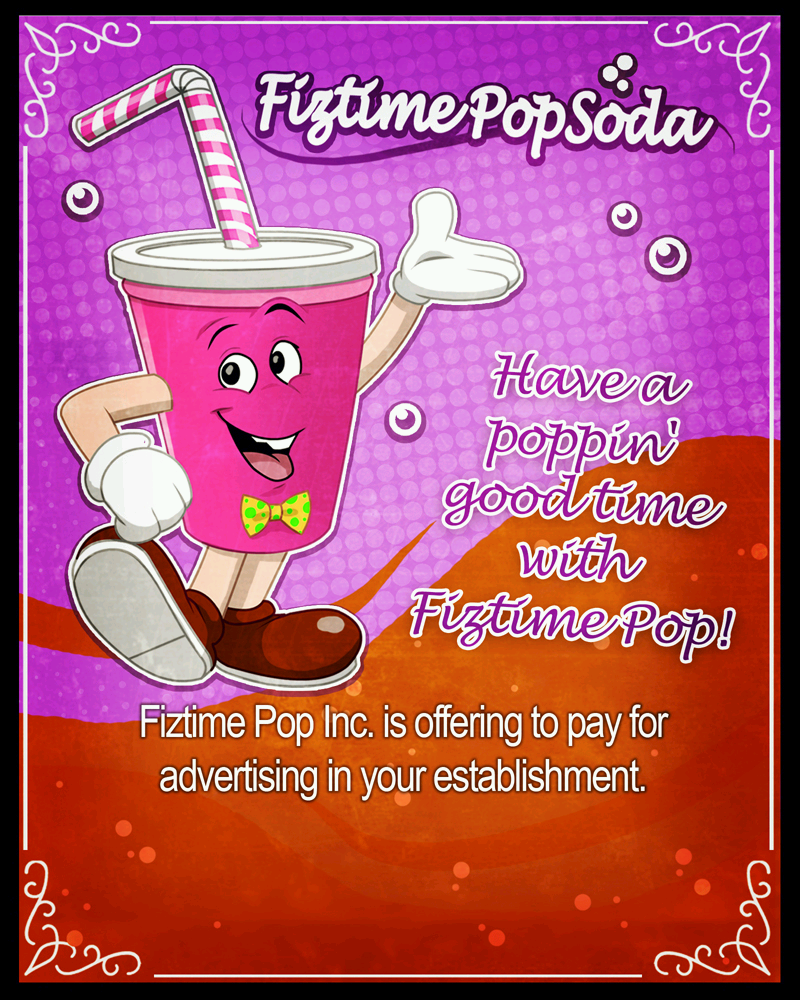 Fiztime Pop Soda
Have a
poppin'
good time
with
Fiztime Pop!
Fiztime Pop Inc. is offering to pay for
advertising in your establishment.